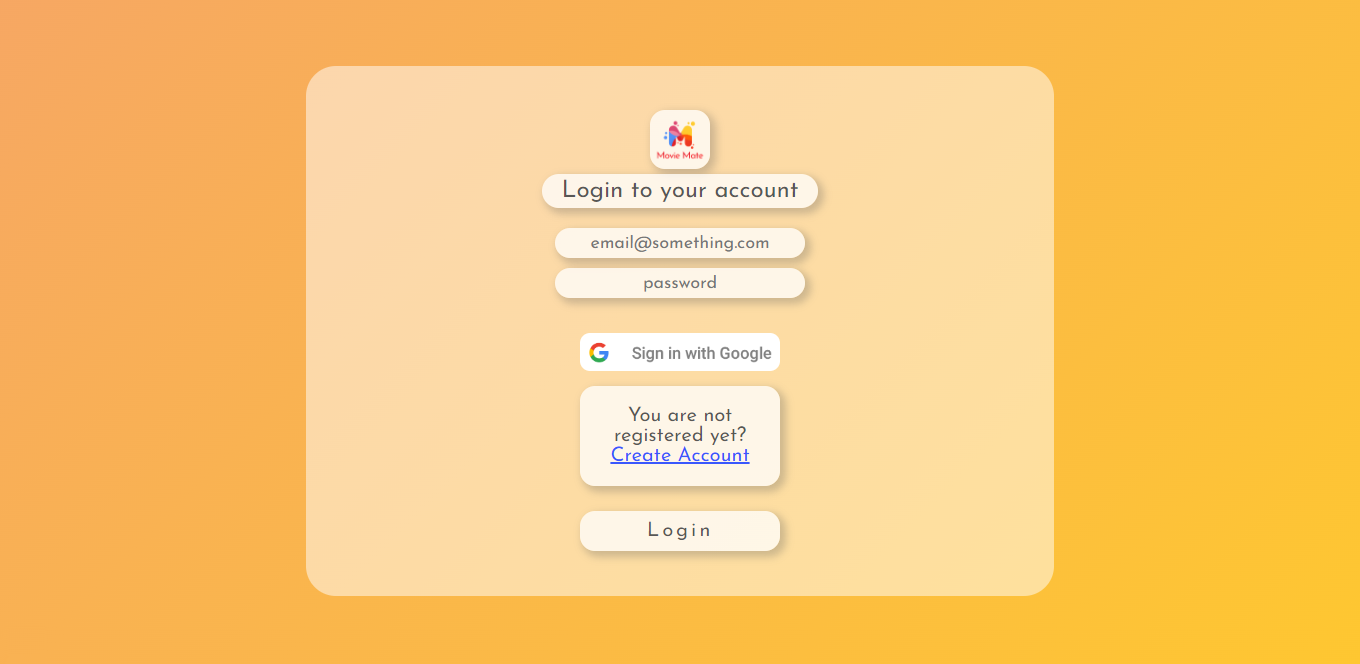 Movie Mate
Login to your account
email@something.com
password
Sign in with Google
You are not
registered yet?
Create Account
Login